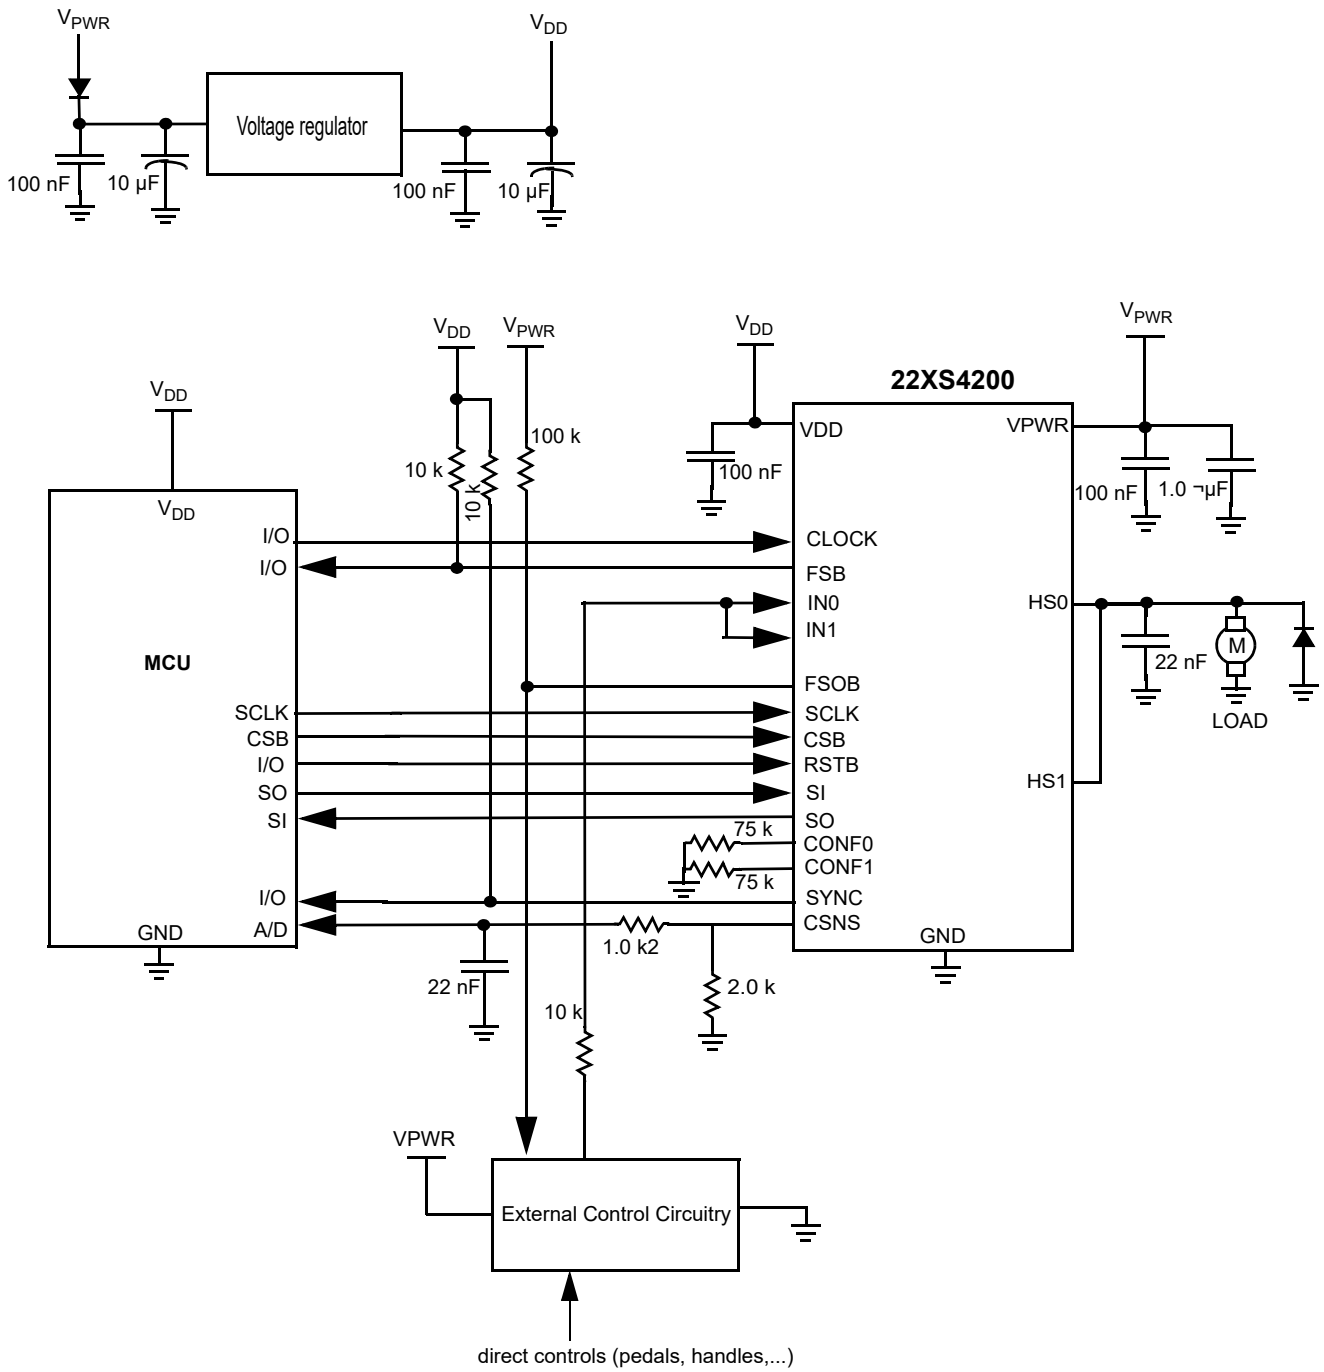 VPWR
VDD
Voltage regulator
100 nF
10 µF
100 nF
10 µF
VDD
VPWR
VDD
VPWR
22XS4200
VDD
100 k
10 k
10 k
VDD
VPWR
100 nF
100 nF
1.0 ¬µF
VDD
I/O
CLOCK
I/O
FSB
IN0
HS0
IN1
MCU
22 nF
M
FSOB
SCLK
SCLK
LOAD
CSB
CSB
I/O
RSTB
HS1
SO
SI
SI
SO
75 k
CONF0
CONF1
75 k
I/O
SYNC
GND
A/D
CSNS
GND
1.0 k2
22 nF
2.0 k
10 k
VPWR
External Control Circuitry
direct controls (pedals, handles,...)